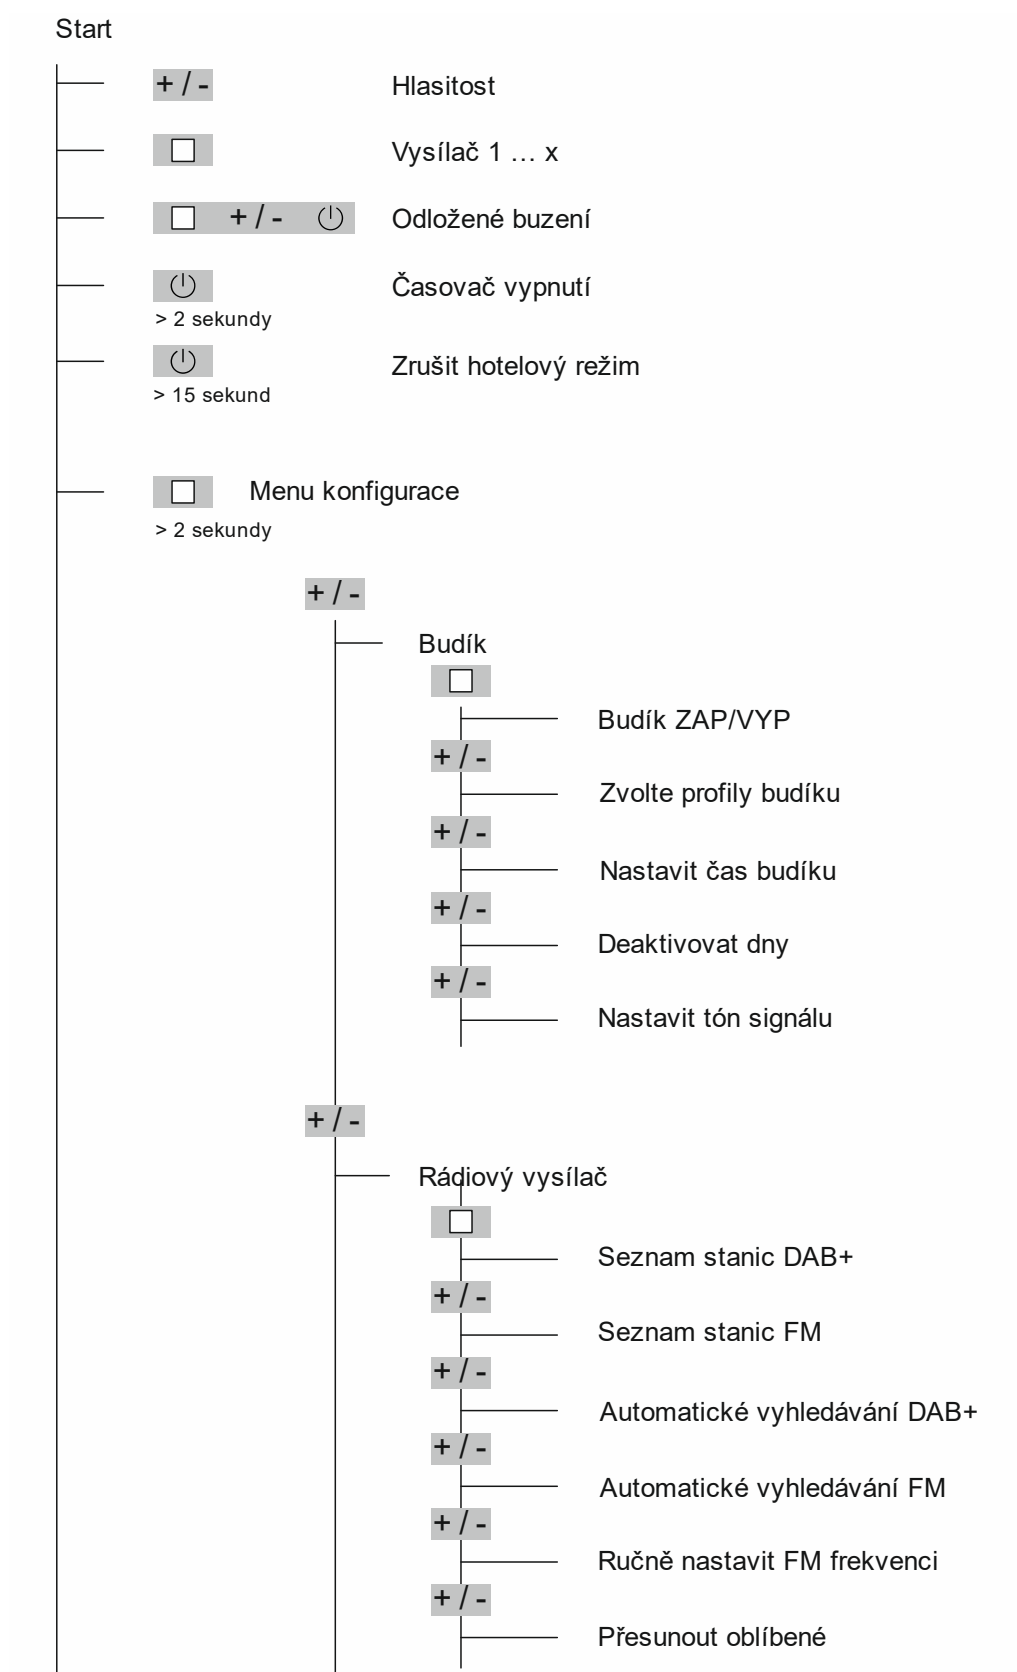 Start
+ / - Hlasitost
Vysílač 1 … x
+ / - Odložené buzení
Časovač vypnutí
> 2 sekundy
Zrušit hotelový režim
> 15 sekund
Menu konfigurace
> 2 sekundy
+ / -
Budík
Budík ZAP/VYP
+ / -
Zvolte profily budíku
+ / -
Nastavit čas budíku
+ / -
Deaktivovat dny
+ / -
Nastavit tón signálu
+ / -
Rádiový vysílač
Seznam stanic DAB+
+ / -
Seznam stanic FM
+ / -
Automatické vyhledávání DAB+
+ / -
Automatické vyhledávání FM
+ / -
Ručně nastavit FM frekvenci
+ / -
Přesunout oblíbené